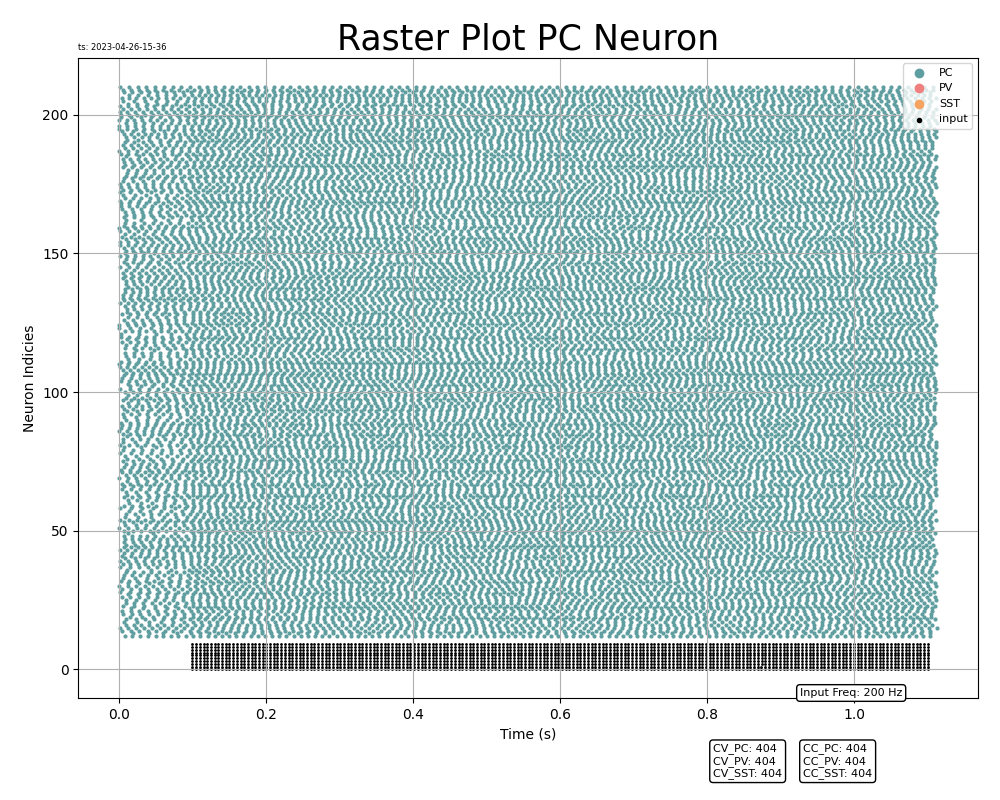 Raster Plot PC Neuron
ts: 2023-04-26-15-36
PC
PV
SST
input
200
150
100
50
0
Neuron Indicies
0.0 0.2 0.4 0.6 0.8 1.0
Time (s)
Input Freq: 200 Hz
CV_PC: 404
CV_PV: 404
CV_SST: 404
CC_PC: 404
CC_PV: 404
CC_SST: 404